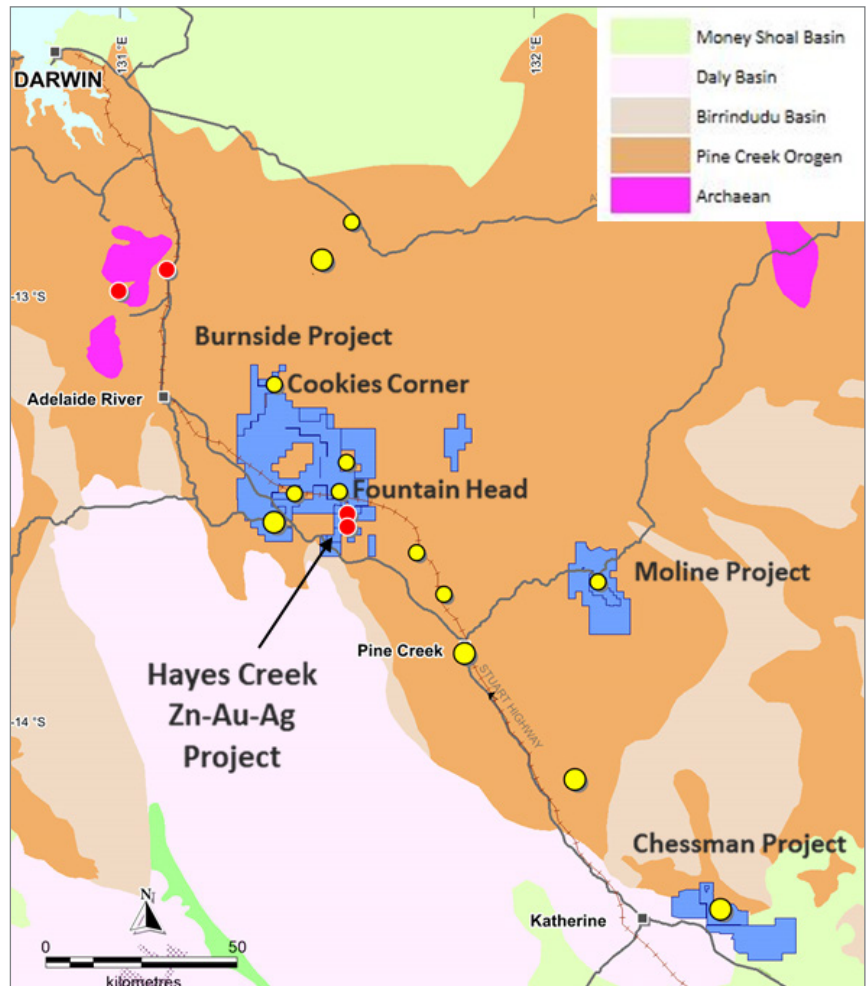 131 °E
132 °E
DARWIN
Money Shoal Basin
Daly Basin
Birrindudu Basin
Pine Creek Orogen
Archaean
-13 °S
Burnside Project
Cookies Corner
Adelaide River
Fountain Head
Moline Project
Pine Creek
Hayes Creek
Zn-Au-Ag
Project
STUART HIGHWAY
-14 °S
Chessman Project
Katherine
N
0
50
kilometres